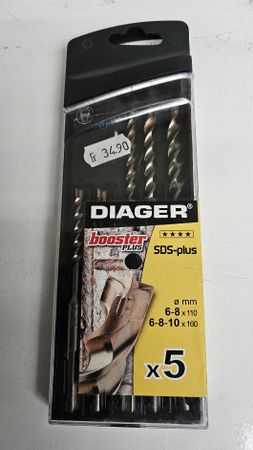 Fr 34.90
DIAGER®
booster
PLUS
★★★★
SDS-plus
ø mm
6-8 x 110
6-8-10 x 160
x5